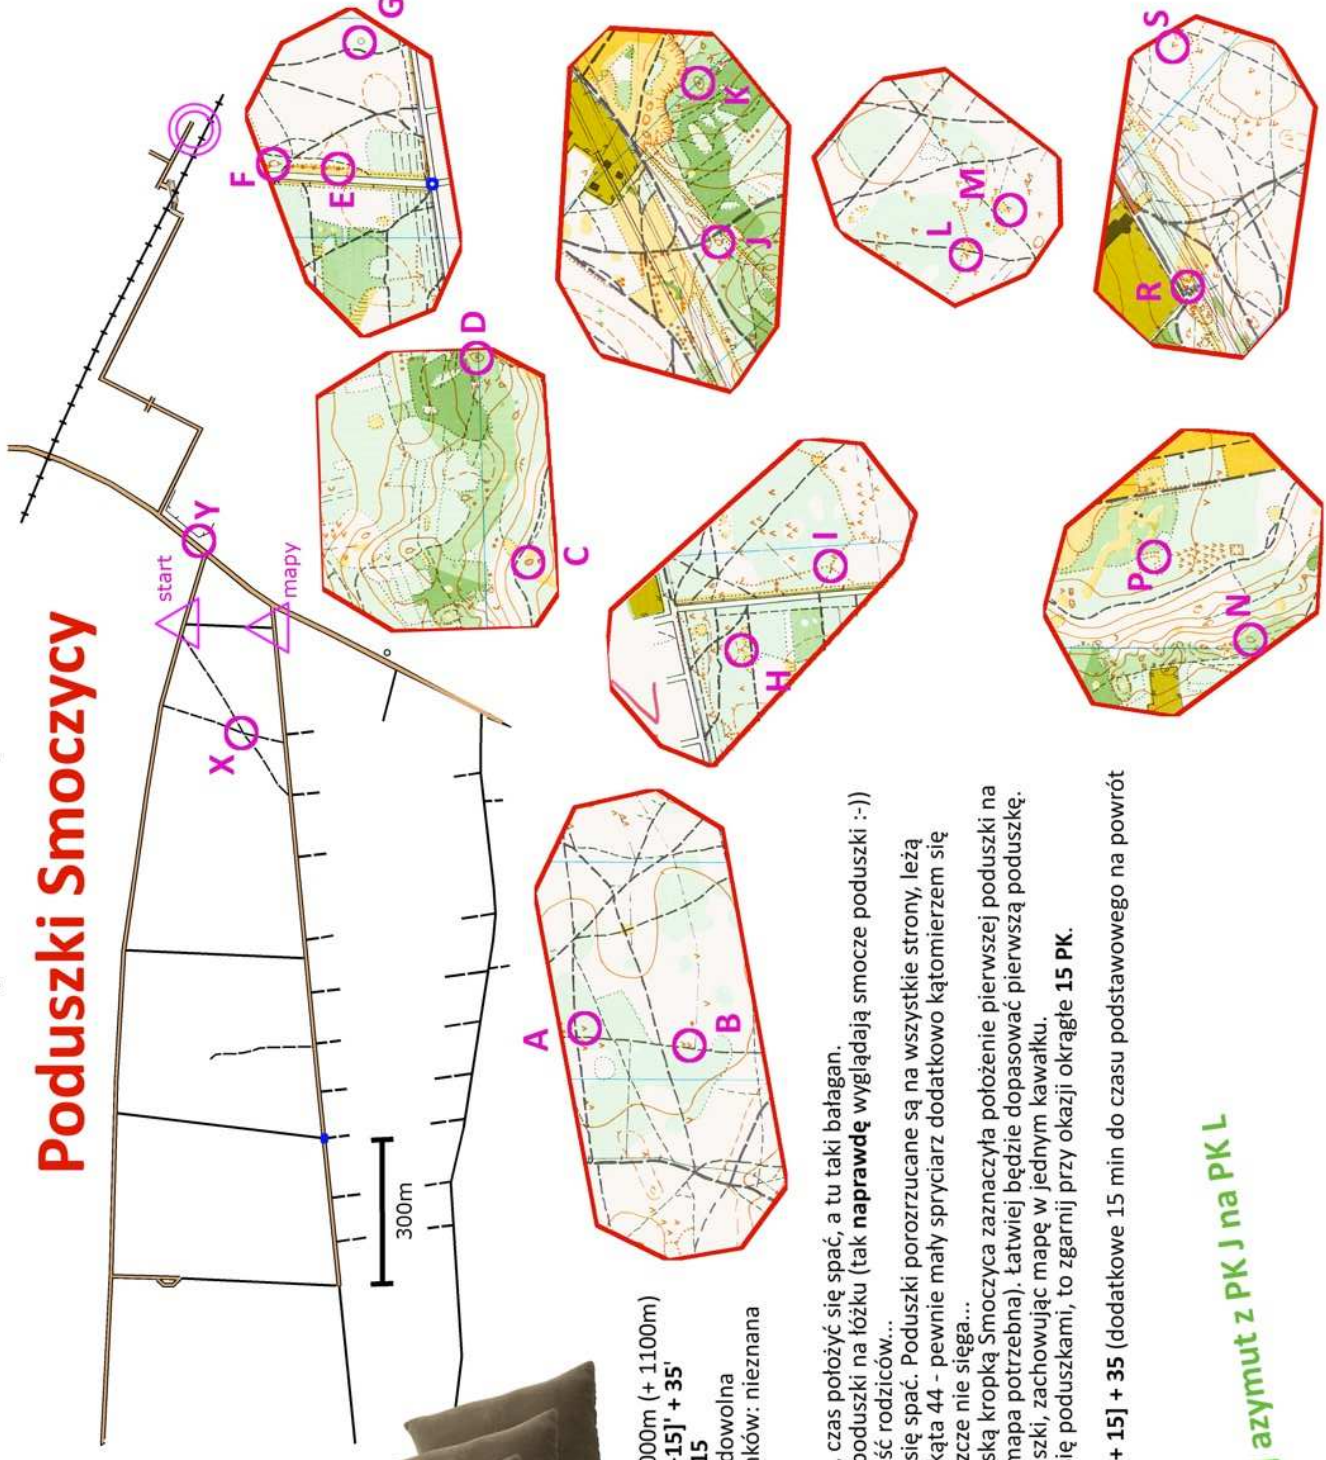 Poduszki Smoczycy
start
mapy
Y
X
300m
A
B
C
D
E
F
G
H
I
J
K
L
M
N
P
R
S
000m (+ 1100m)
15]' + 35'
15
dowolna
nków: nieznana
, czas położyć się spać, a tu taki bałagan.
poduszki na łóżku (tak naprawdę wyglądają smocze poduszki :-))
ść rodziców...
się spać. Poduszki porozrzucane są na wszystkie strony, leżą
kąta 44 - pewnie mały spryciarz dodatkowo kątomierzem się
zcze nie sięga...
ską kropką Smoczyca zaznaczyła położenie pierwszej poduszki na
mapa potrzebna). Łatwiej będzie dopasować pierwszą poduszkę.
szki, zachowując mapę w jednym kawałku.
ię poduszkami, to zgarnij przy okazji okrągłe 15 PK.
+ 15] + 35 (dodatkowe 15 min do czasu podstawowego na powrót
azymut z PK J na PK L